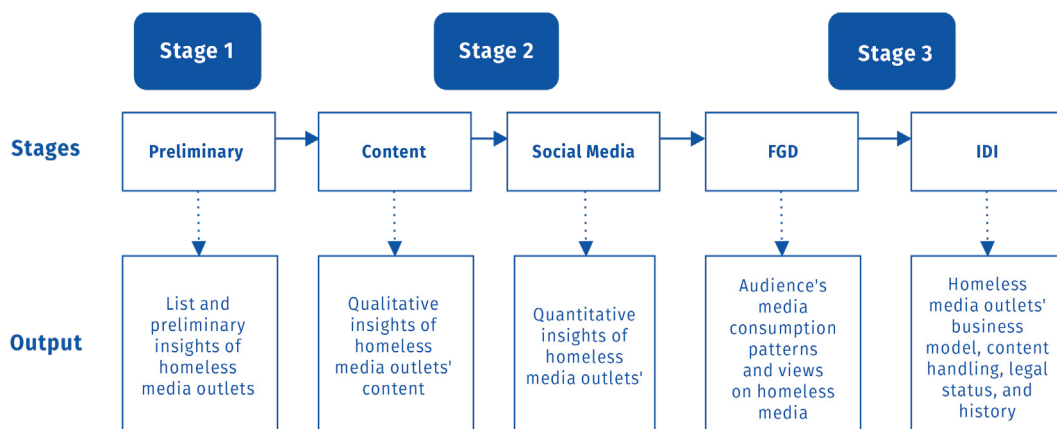 Stage 1
Stage 2
Stage 3
Stages
Preliminary
Content
Social Media
FGD
IDI
Output
List and
preliminary
insights of
homeless
media outlets
Qualitative
insights of
homeless
media outlets'
content
Quantitative
insights of
homeless
media outlets'
Audience's
media
consumption
patterns
and views
on homeless
media
Homeless
media outlets'
business
model, content
handling, legal
status, and
history